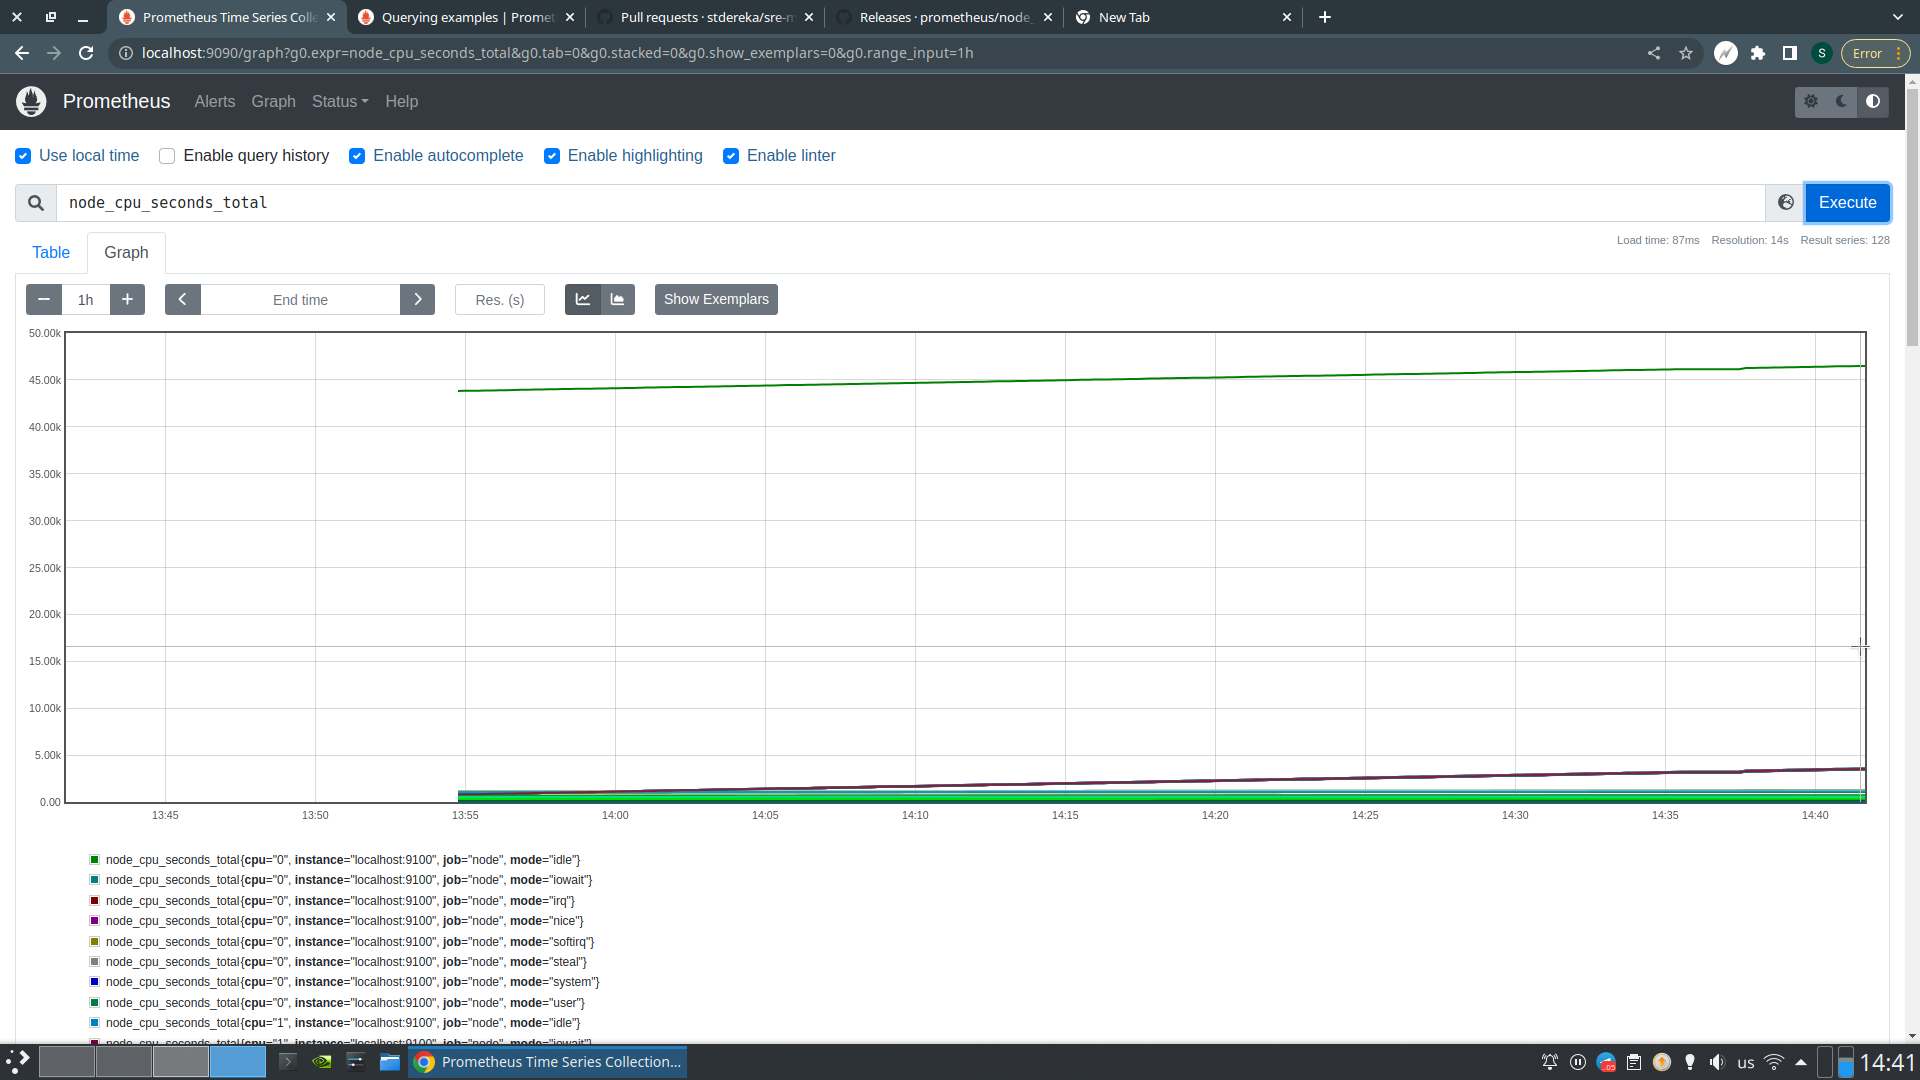 Prometheus Time Series Colle
Querying examples | Promet
Pull requests · stdereka/sre-m
Releases · prometheus/node_
New Tab
localhost:9090/graph?g0.expr=node_cpu_seconds_total&g0.tab=0&g0.stacked=0&g0.show_exemplars=0&g0.range_input=1h
S
Error
Prometheus Alerts Graph Status Help
Use local time Enable query history Enable autocomplete Enable highlighting Enable linter
node_cpu_seconds_total
Execute
Table Graph
Load time: 87ms Resolution: 14s Result series: 128
1h
End time
Res. (s)
Show Exemplars
50.00k
45.00k
40.00k
35.00k
30.00k
25.00k
20.00k
15.00k
10.00k
5.00k
0.00
13:45 13:50 13:55 14:00 14:05 14:10 14:15 14:20 14:25 14:30 14:35 14:40
node_cpu_seconds_total{cpu="0", instance="localhost:9100", job="node", mode="idle"}
node_cpu_seconds_total{cpu="0", instance="localhost:9100", job="node", mode="iowait"}
node_cpu_seconds_total{cpu="0", instance="localhost:9100", job="node", mode="irq"}
node_cpu_seconds_total{cpu="0", instance="localhost:9100", job="node", mode="nice"}
node_cpu_seconds_total{cpu="0", instance="localhost:9100", job="node", mode="softirq"}
node_cpu_seconds_total{cpu="0", instance="localhost:9100", job="node", mode="steal"}
node_cpu_seconds_total{cpu="0", instance="localhost:9100", job="node", mode="system"}
node_cpu_seconds_total{cpu="0", instance="localhost:9100", job="node", mode="user"}
node_cpu_seconds_total{cpu="1", instance="localhost:9100", job="node", mode="idle"}
node_cpu_seconds_total{cpu="1", instance="localhost:9100", job="node", mode="iowait"}
Prometheus Time Series Collection...
us
14:41